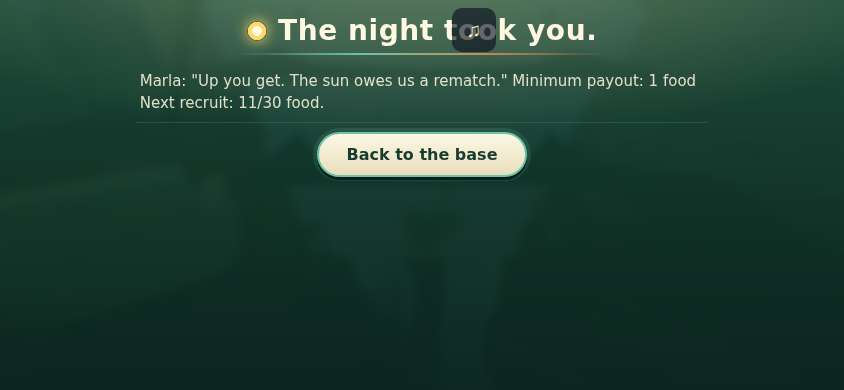 The night took you.
Marla: "Up you get. The sun owes us a rematch." Minimum payout: 1 food
Next recruit: 11/30 food.
Back to the base